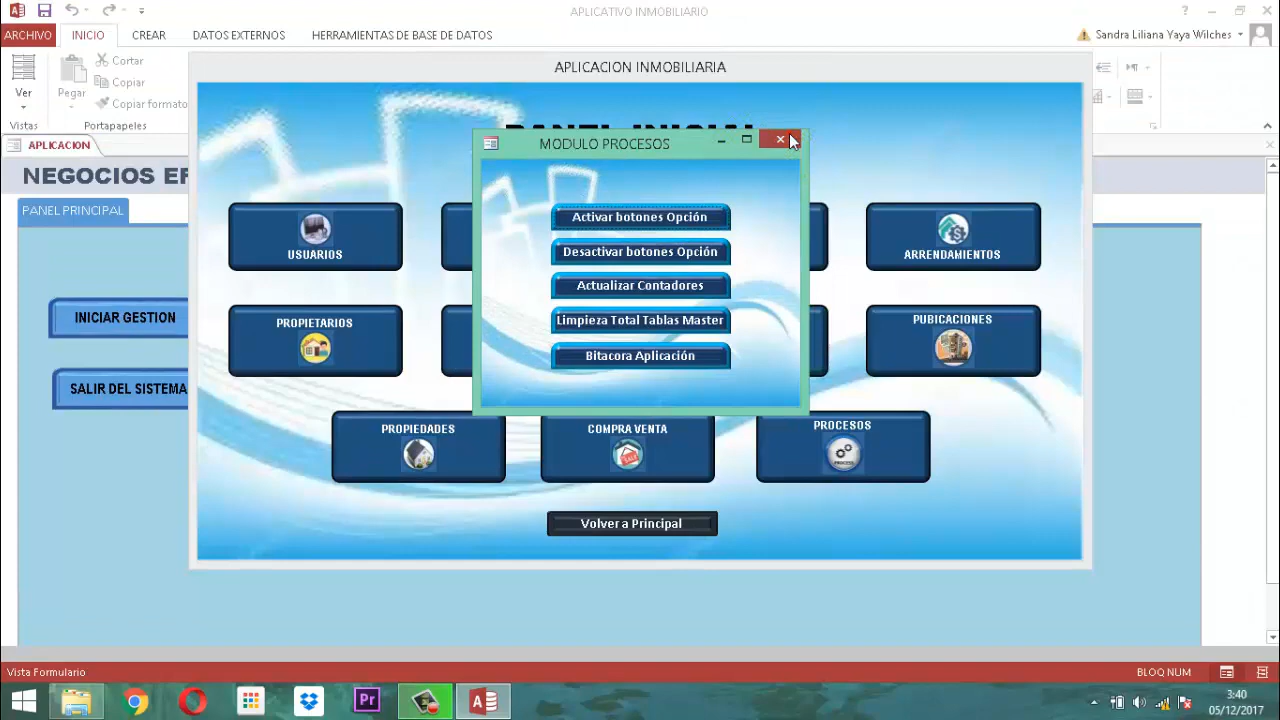 APLICATIVO INMOBILIARIO
ARCHIVO INICIO CREAR DATOS EXTERNOS HERRAMIENTAS DE BASE DE DATOS
Sandra Liliana Yaya Wilches
Ver
Pegar
Cortar
Copiar
Copiar formato
Vistas
Portapapeles
APLICACION
NEGOCIOS
PANEL PRINCIPAL
INICIAR GESTION
SALIR DEL SISTEMA
APLICACION INMOBILIARIA
PANEL INICIAL
MODULO PROCESOS
Activar botones Opción
Desactivar botones Opción
Actualizar Contadores
Limpieza Total Tablas Master
Bitacora Aplicación
USUARIOS
ARRENDAMIENTOS
PROPIETARIOS
PUBICACIONES
PROPIEDADES
COMPRA VENTA
PROCESOS
Volver a Principal
Vista Formulario
BLOQ NUM
Pr
3:40
05/12/2017